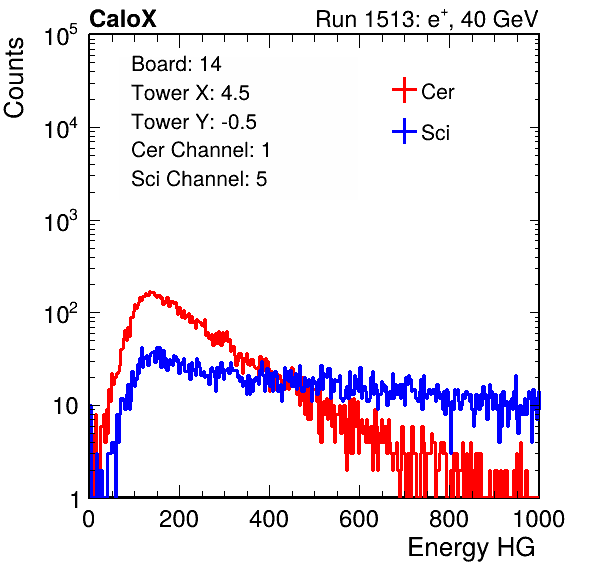 CaloX Run 1513: e⁺, 40 GeV
Board: 14
Tower X: 4.5
Tower Y: -0.5
Cer Channel: 1
Sci Channel: 5
Cer
Sci
Counts
10⁵
10⁴
10³
10²
10
1
0 200 400 600 800 1000
Energy HG